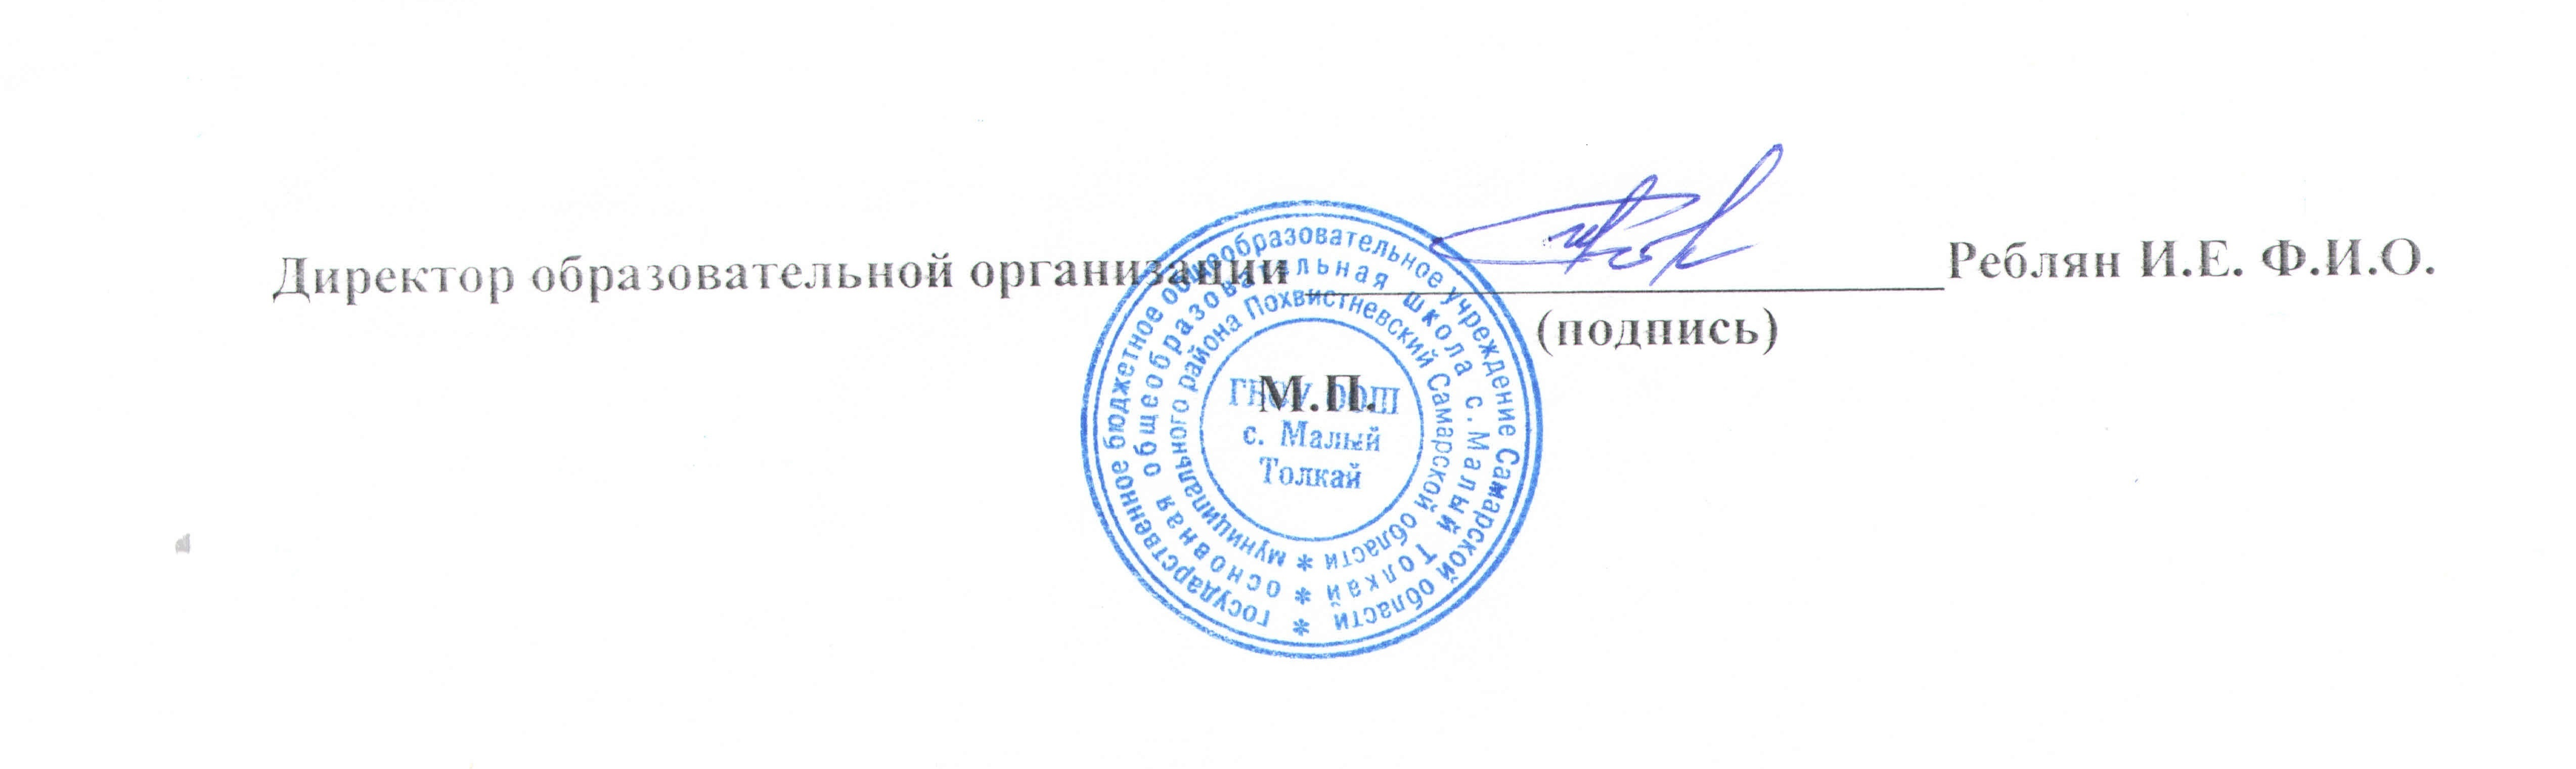 Директор образовательной организации ____________________ Реблян И.Е. Ф.И.О.
(подпись)
М.П.
государственное бюджетное общеобразовательное учреждение Самарской области *
основная общеобразовательная школа с. Малый Толкай *
муниципального района Похвистневский Самарской области *
ГБОУ ООШ
с. Малый
Толкай